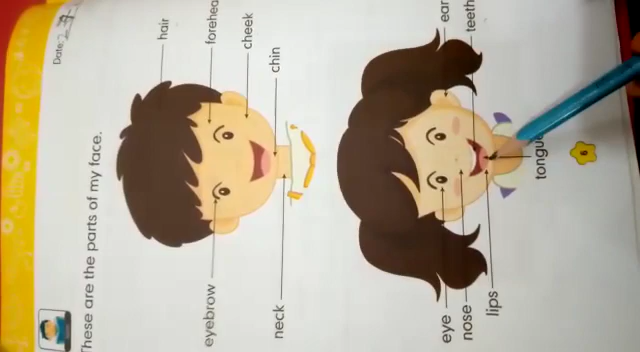 Date:
These are the parts of my face.
hair
forehea
cheek
chin
eyebrow
neck
ear
teeth
tongue
eye
nose
lips